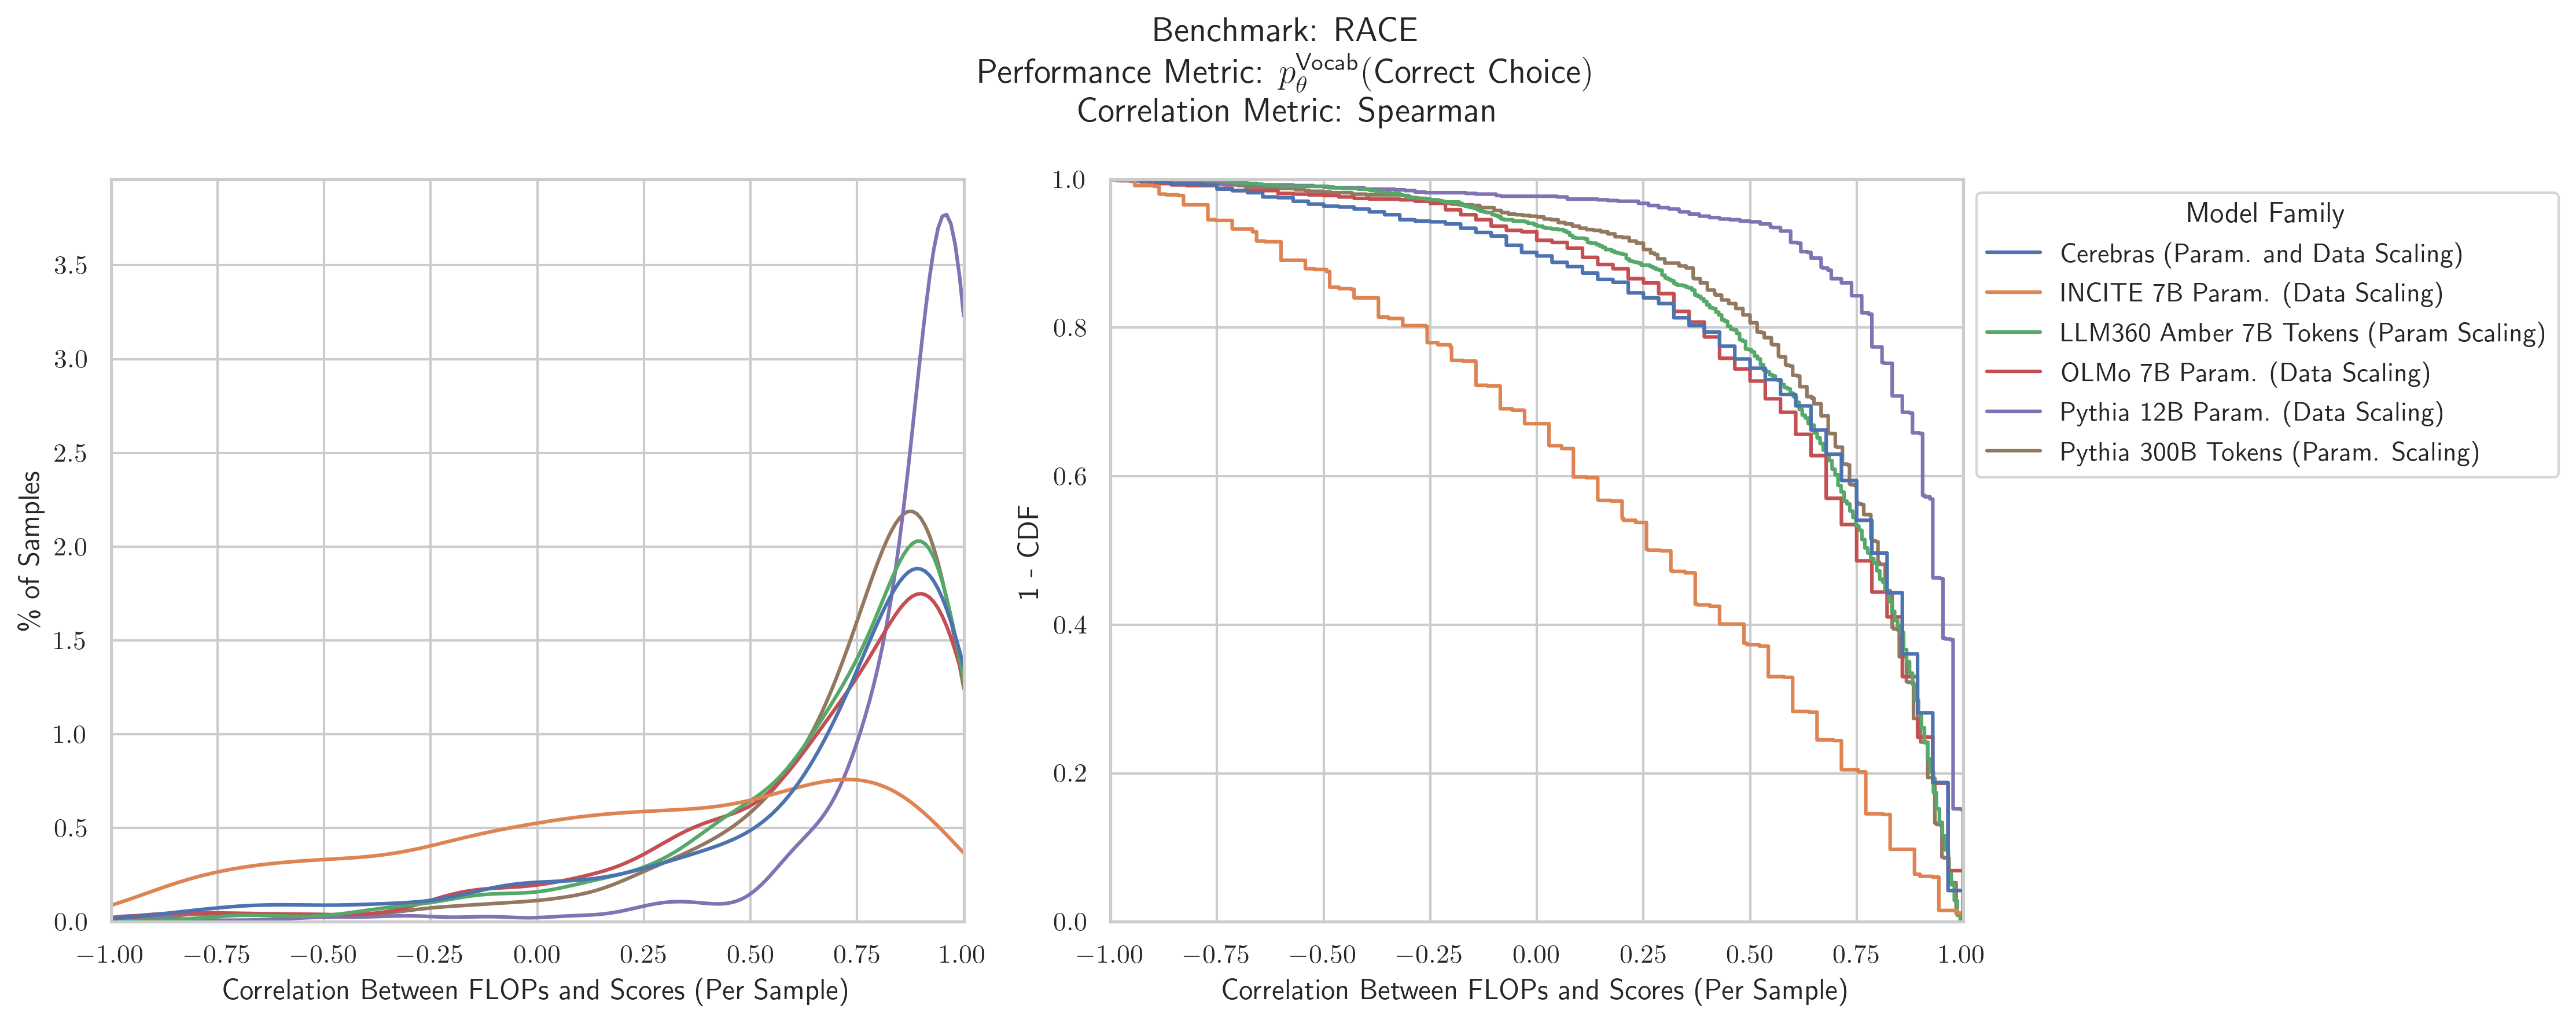 Benchmark: RACE
Performance Metric: $p_\theta^{\text{Vocab}}$(Correct Choice)
Correlation Metric: Spearman
% of Samples
3.5
3.0
2.5
2.0
1.5
1.0
0.5
0.0
−1.00 −0.75 −0.50 −0.25 0.00 0.25 0.50 0.75 1.00
Correlation Between FLOPs and Scores (Per Sample)
1 - CDF
1.0
0.8
0.6
0.4
0.2
0.0
−1.00 −0.75 −0.50 −0.25 0.00 0.25 0.50 0.75 1.00
Correlation Between FLOPs and Scores (Per Sample)
Model Family
Cerebras (Param. and Data Scaling)
INCITE 7B Param. (Data Scaling)
LLM360 Amber 7B Tokens (Param Scaling)
OLMo 7B Param. (Data Scaling)
Pythia 12B Param. (Data Scaling)
Pythia 300B Tokens (Param. Scaling)